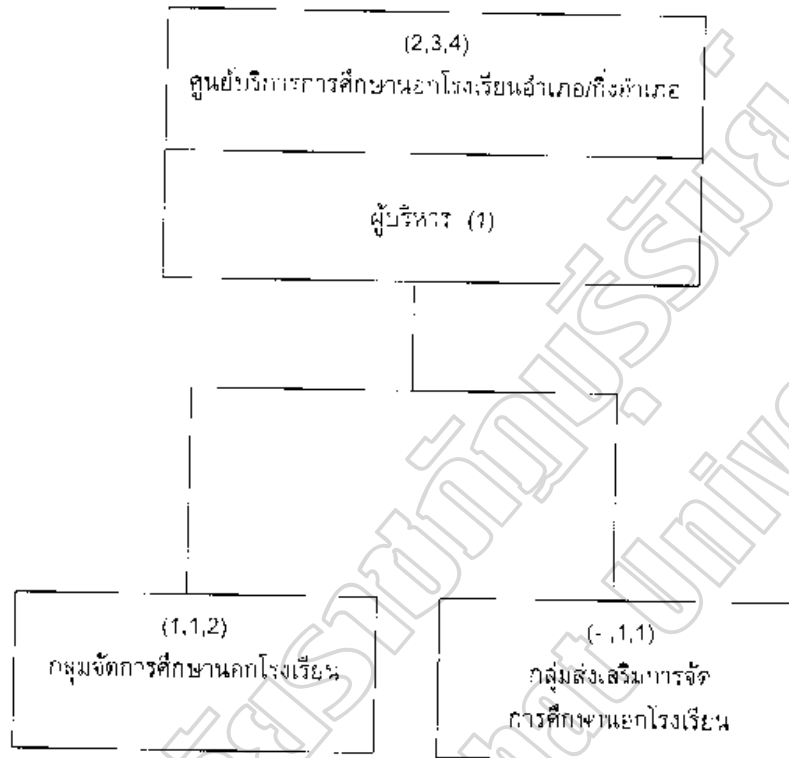 (2,3,4)
ศูนย์บริการการศึกษานอกโรงเรียนอำเภอ/กิ่งอำเภอ
ผู้บริหาร (1)
(1,1,2)
กลุ่มจัดการศึกษานอกโรงเรียน
(- ,1,1)
กลุ่มส่งเสริมการจัด
การศึกษานอกโรงเรียน